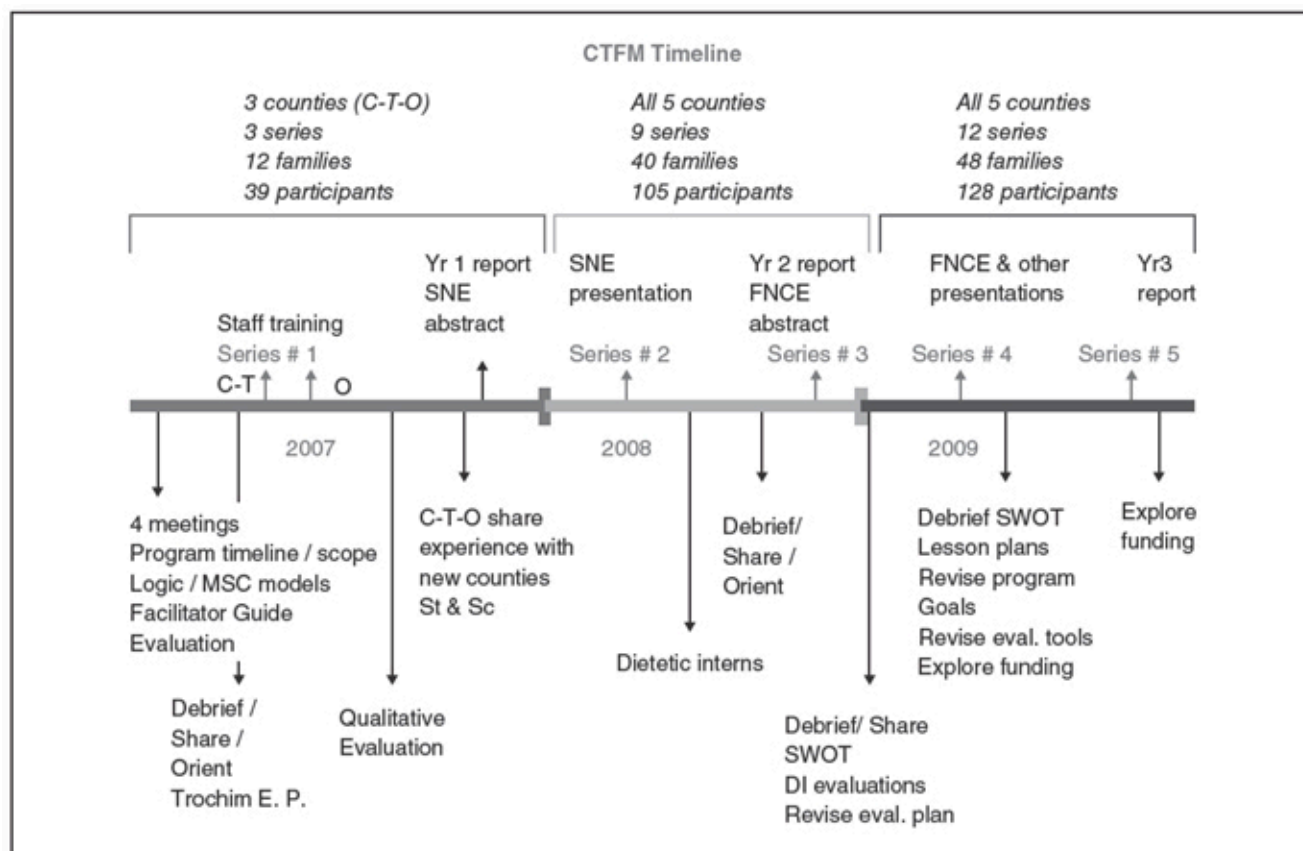 CTFM Timeline
3 counties (C-T-O)
3 series
12 families
39 participants
All 5 counties
9 series
40 families
105 participants
All 5 counties
12 series
48 families
128 participants
Staff training
Series # 1
C-T
O
Yr 1 report
SNE
abstract
SNE
presentation
Series # 2
Yr 2 report
FNCE
abstract
Series # 3
FNCE & other
presentations
Series # 4
Yr3
report
Series # 5
2007
2008
2009
4 meetings
Program timeline / scope
Logic / MSC models
Facilitator Guide
Evaluation
Debrief /
Share /
Orient
Trochim E. P.
Qualitative
Evaluation
C-T-O share
experience with
new counties
St & Sc
Dietetic interns
Debrief/
Share /
Orient
Debrief/ Share
SWOT
DI evaluations
Revise eval. plan
Debrief SWOT
Lesson plans
Revise program
Goals
Revise eval. tools
Explore funding
Explore
funding